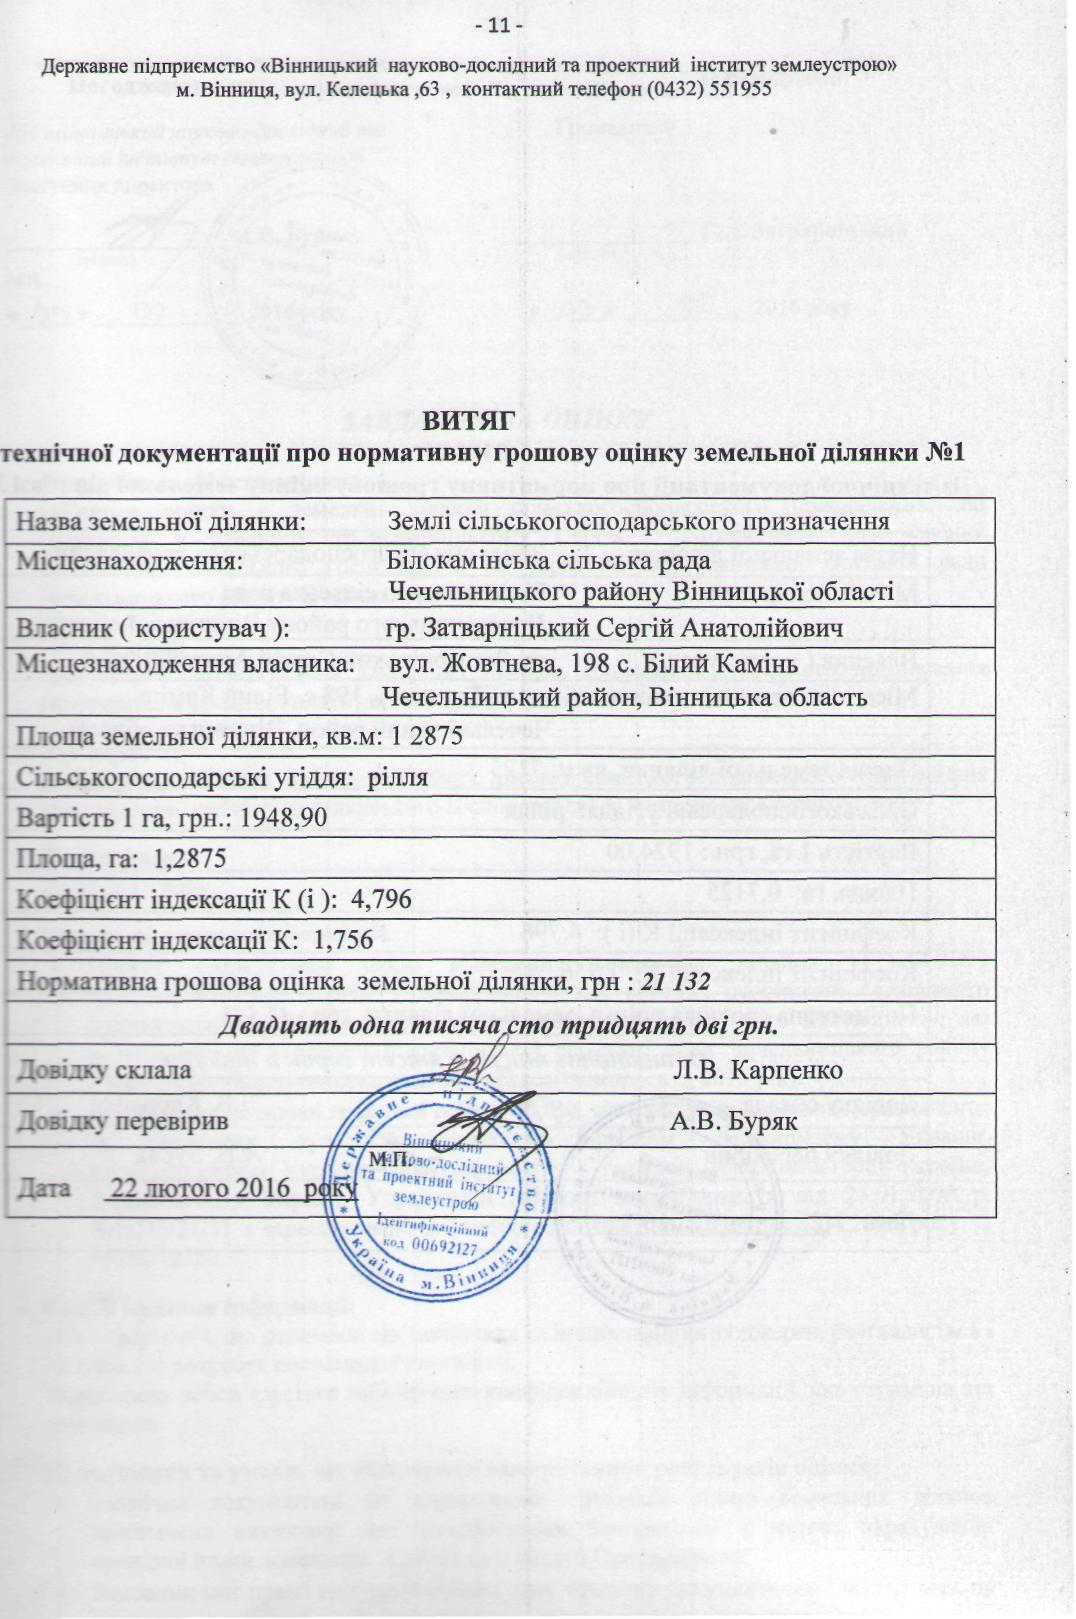 - 11 -
Державне підприємство «Вінницький науково-дослідний та проектний інститут землеустрою»
м. Вінниця, вул. Келецька ,63 , контактний телефон (0432) 551955
ВИТЯГ
технічної документації про нормативну грошову оцінку земельної ділянки №1
Назва земельної ділянки: Землі сільськогосподарського призначення
Місцезнаходження: Білокамінська сільська рада
Чечельницького району Вінницької області
Власник ( користувач ): гр. Затварніцький Сергій Анатолійович
Місцезнаходження власника: вул. Жовтнева, 198 с. Білий Камінь
Чечельницький район, Вінницька область
Площа земельної ділянки, кв.м: 1 2875
Сільськогосподарські угіддя: рілля
Вартість 1 га, грн.: 1948,90
Площа, га: 1,2875
Коефіцієнт індексації К (і ): 4,796
Коефіцієнт індексації К: 1,756
Нормативна грошова оцінка земельної ділянки, грн : 21 132
Двадцять одна тисяча сто тридцять дві грн.
Довідку склала Л.В. Карпенко
Довідку перевірив А.В. Буряк
М.П.
Дата 22 лютого 2016 року
Державне підприємство
Вінницький
науково-дослідний
та проектний інститут
землеустрою
Ідентифікаційний
код 00692127
* Україна м.Вінниця *